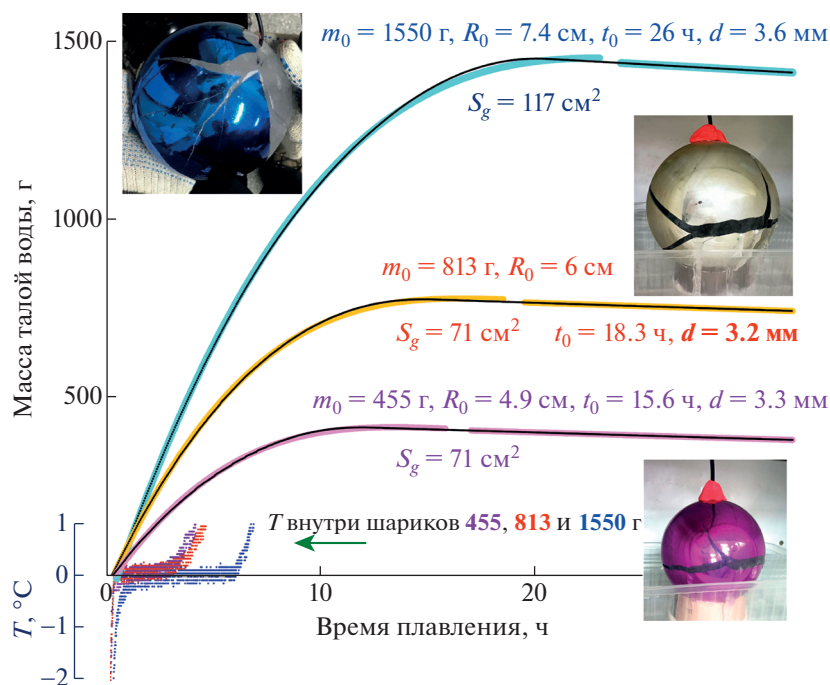 m₀ = 1550 г, R₀ = 7.4 см, t₀ = 26 ч, d = 3.6 мм
S_g = 117 см²
m₀ = 813 г, R₀ = 6 см
S_g = 71 см² t₀ = 18.3 ч, d = 3.2 мм
m₀ = 455 г, R₀ = 4.9 см, t₀ = 15.6 ч, d = 3.3 мм
S_g = 71 см²
T внутри шариков 455, 813 и 1550 г
Масса талой воды, г
1500
1000
500
T, °C
1
0
−1
−2
0
10
20
Время плавления, ч